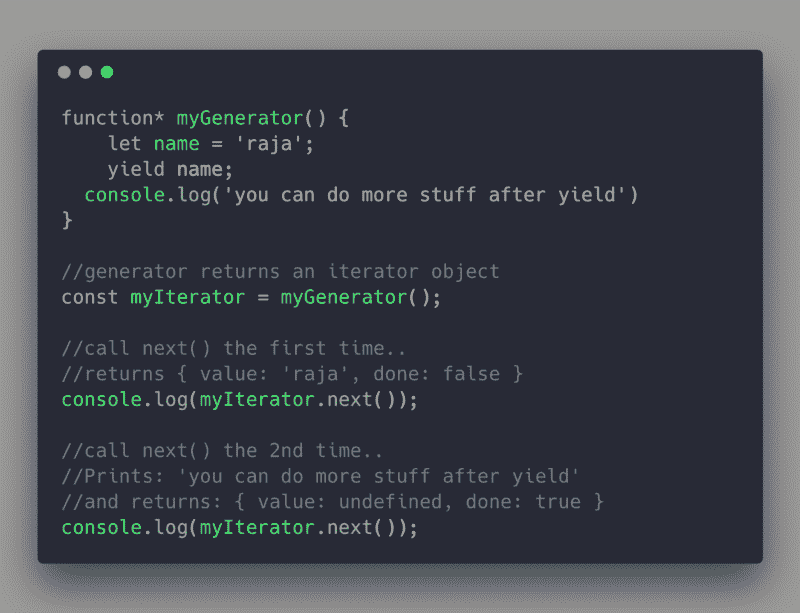 function* myGenerator() {
    let name = 'raja';
    yield name;
  console.log('you can do more stuff after yield')
}

//generator returns an iterator object
const myIterator = myGenerator();

//call next() the first time..
//returns { value: 'raja', done: false }
console.log(myIterator.next());

//call next() the 2nd time..
//Prints: 'you can do more stuff after yield'
//and returns: { value: undefined, done: true }
console.log(myIterator.next());